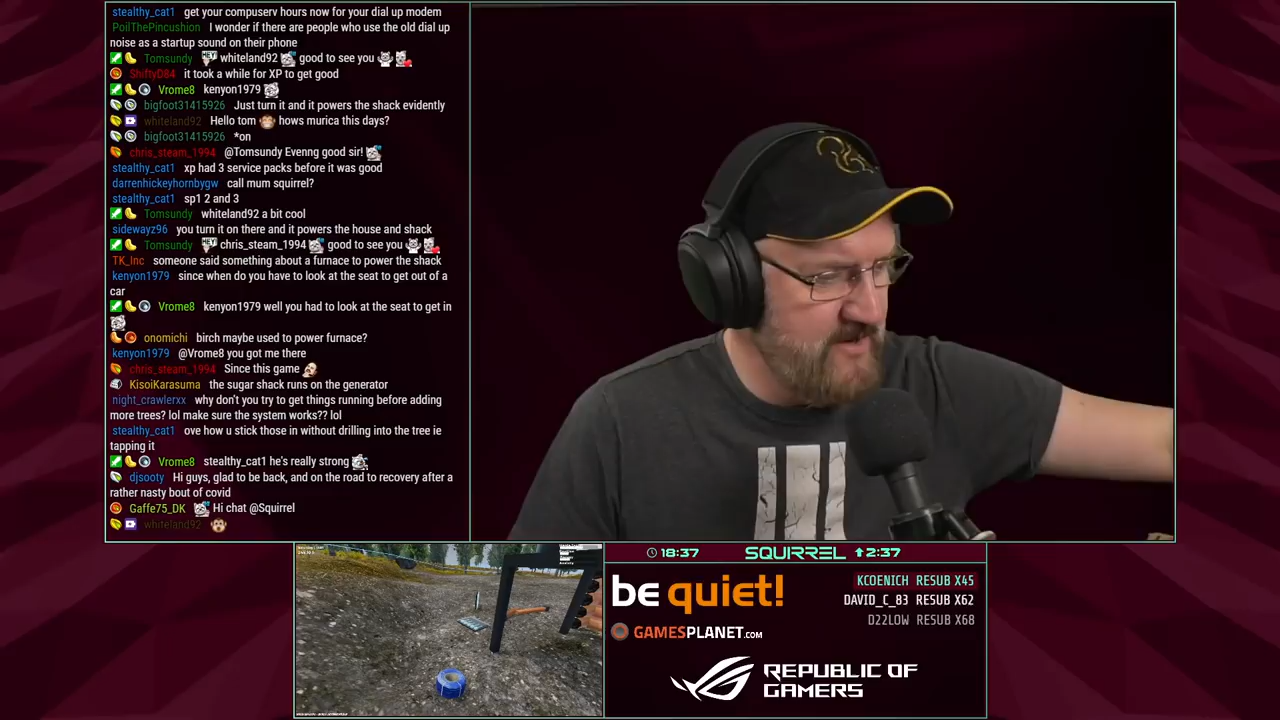 stealthy_cat1 get your compuserv hours now for your dial up modem
PoilThePincushion I wonder if there are people who use the old dial up
noise as a startup sound on their phone
Tomsundy HEY! whiteland92 good to see you
ShiftyD84 it took a while for XP to get good
Vrome8 kenyon1979
bigfoot31415926 Just turn it and it powers the shack evidently
whiteland92 Hello tom hows murica this days?
bigfoot31415926 *on
chris_steam_1994 @Tomsundy Evenng good sir!
stealthy_cat1 xp had 3 service packs before it was good
darrenhickeyhornbygw call mum squirrel?
stealthy_cat1 sp1 2 and 3
Tomsundy whiteland92 a bit cool
sidewayz96 you turn it on there and it powers the house and shack
Tomsundy HEY! chris_steam_1994 good to see you
TK_Inc someone said something about a furnace to power the shack
kenyon1979 since when do you have to look at the seat to get out of a
car
Vrome8 kenyon1979 well you had to look at the seat to get in
onomichi birch maybe used to power furnace?
kenyon1979 @Vrome8 you got me there
chris_steam_1994 Since this game
KisoiKarasuma the sugar shack runs on the generator
night_crawlerxx why don't you try to get things running before adding
more trees? lol make sure the system works?? lol
stealthy_cat1 ove how u stick those in without drilling into the tree ie
tapping it
Vrome8 stealthy_cat1 he's really strong
djsooty Hi guys, glad to be back, and on the road to recovery after a
rather nasty bout of covid
Gaffe75_DK Hi chat @Squirrel
whiteland92
18:37 SQUIRREL 2:37
be quiet!
GAMESPLANET.COM
KCOENICH RESUB X45
DAVID_C_83 RESUB X62
D22LOW RESUB X68
REPUBLIC OF
GAMERS